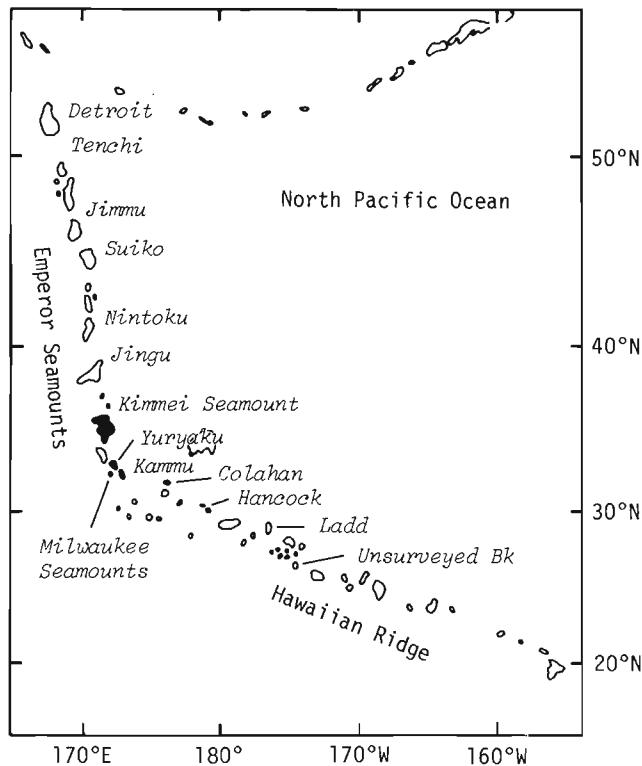 Detroit
Tenchi
50°N
North Pacific Ocean
Jimmu
Suiko
Emperor
Seamounts
Nintoku
40°N
Jingu
Kimmei Seamount
Yuryaku
Kammu
Colahan
Hancock
30°N
Ladd
Milwaukee
Seamounts
Unsurveyed Bk
Hawaiian Ridge
20°N
170°E
180°
170°W
160°W